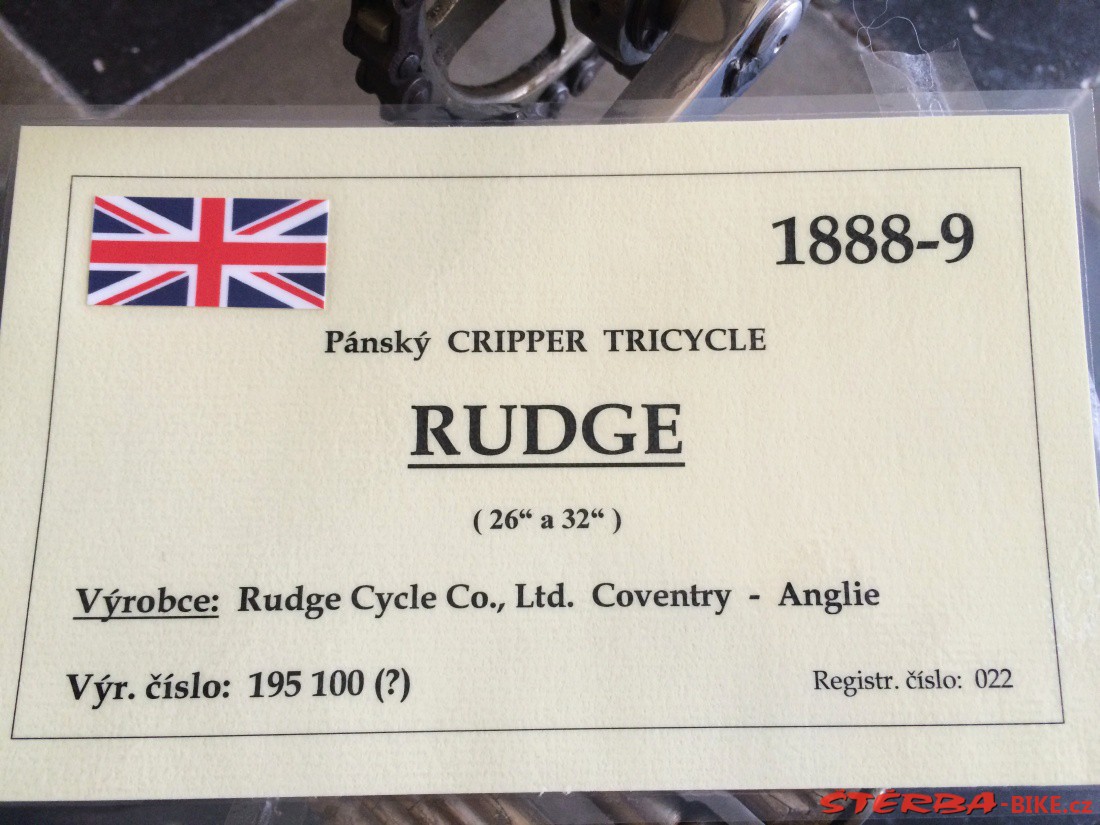 1888-9
Pánský CRIPPER TRICYCLE
RUDGE
( 26“ a 32“ )
Výrobce: Rudge Cycle Co., Ltd. Coventry - Anglie
Výr. číslo: 195 100 (?)
Registr. číslo: 022
STERBA-BIKE.cz